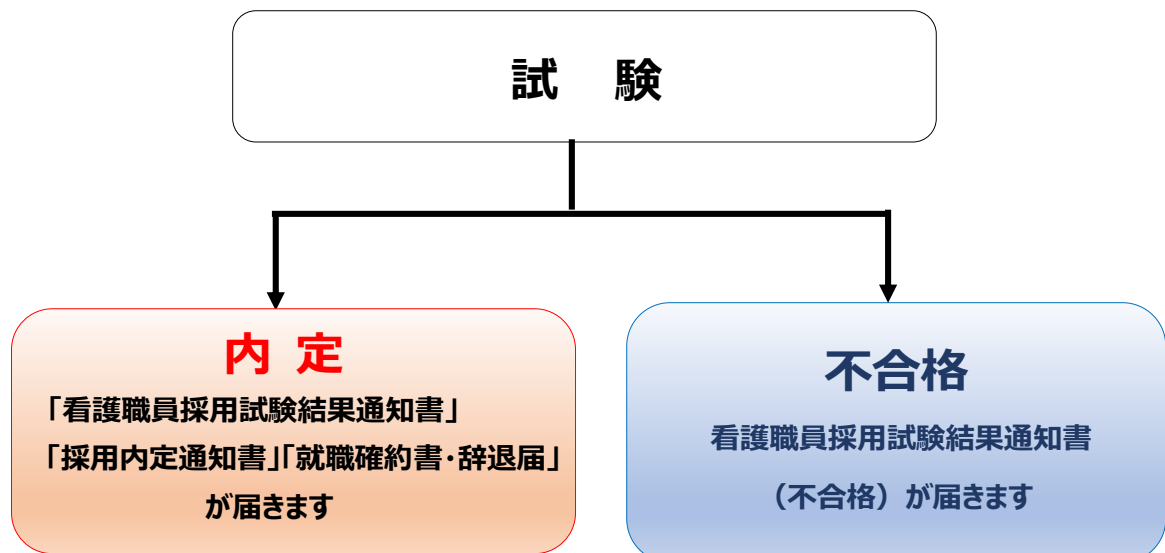 試　験
内 定
「看護職員採用試験結果通知書」
「採用内定通知書」「就職確約書・辞退届」
が届きます
不合格
看護職員採用試験結果通知書
（不合格）が届きます